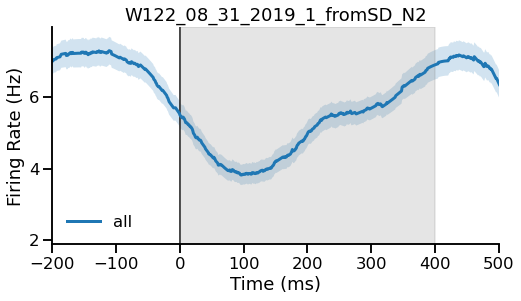 W122_08_31_2019_1_fromSD_N2
Firing Rate (Hz)
6
4
2
all
−200 −100 0 100 200 300 400 500
Time (ms)